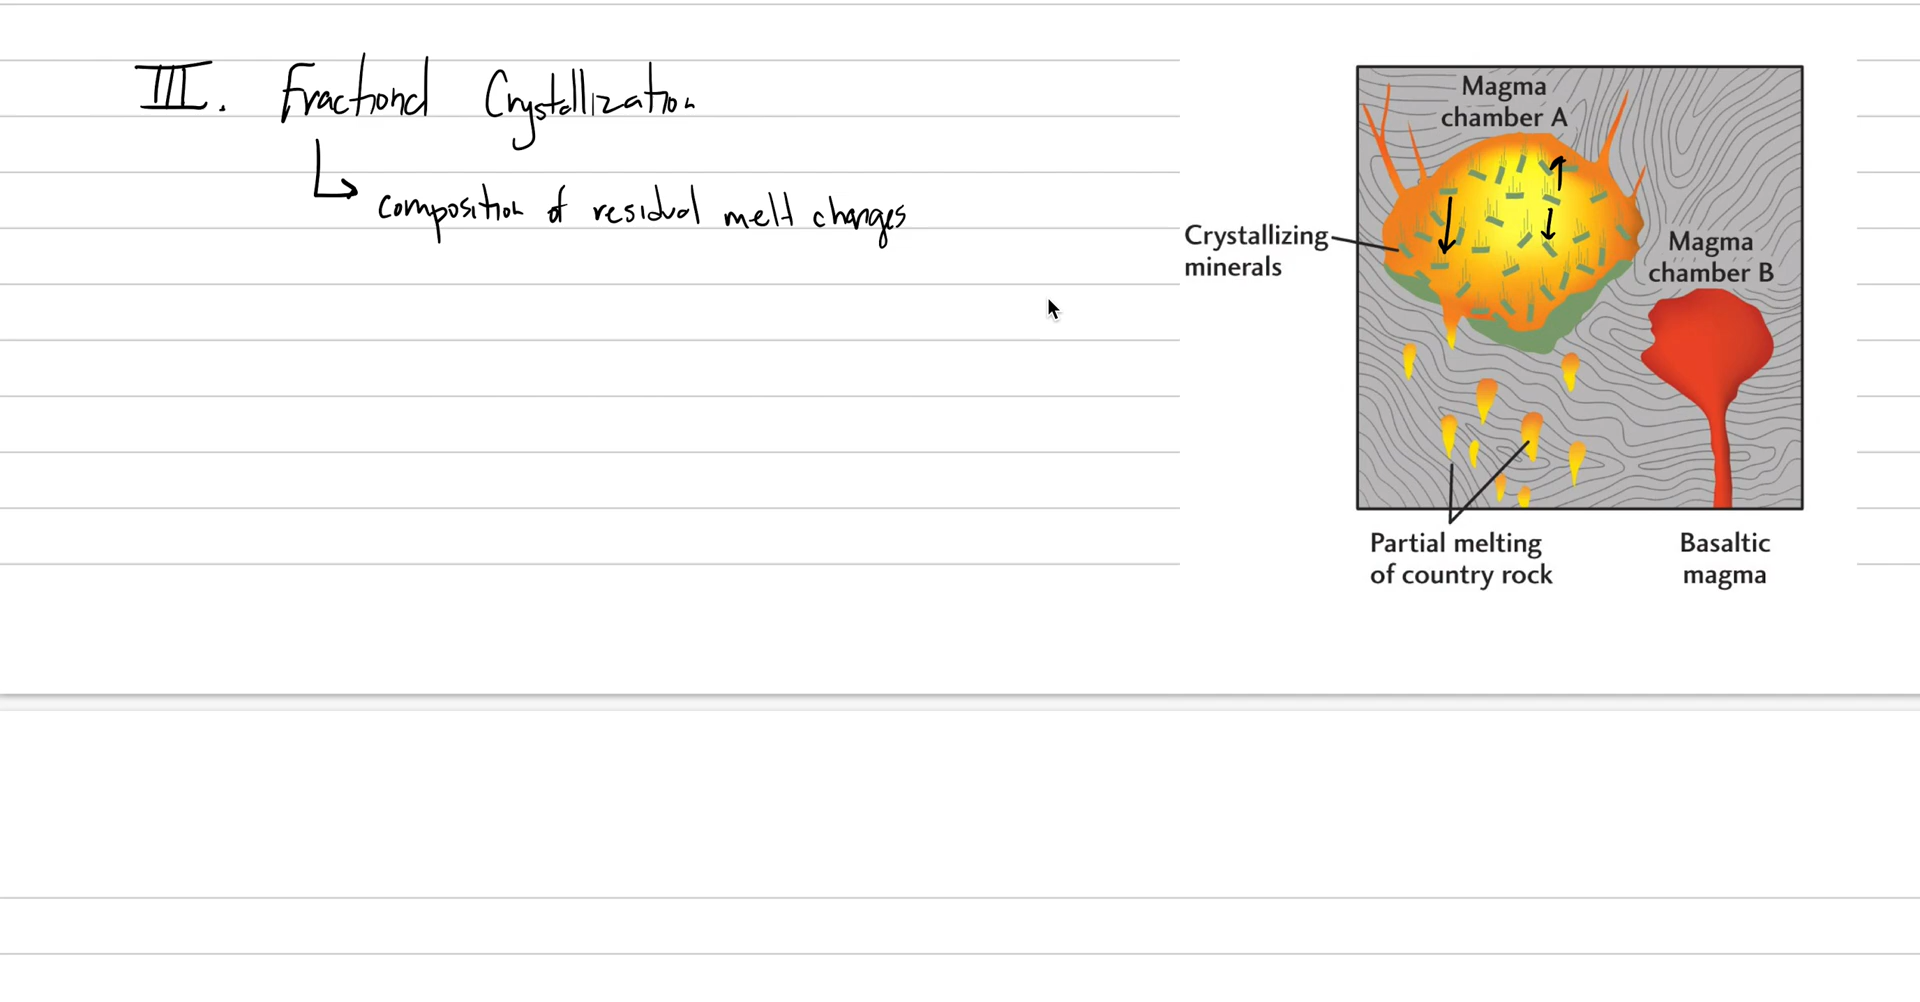 III. Fractional Crystallization
composition of residual melt changes
Magma
chamber A
Crystallizing
minerals
Magma
chamber B
Partial melting
of country rock
Basaltic
magma